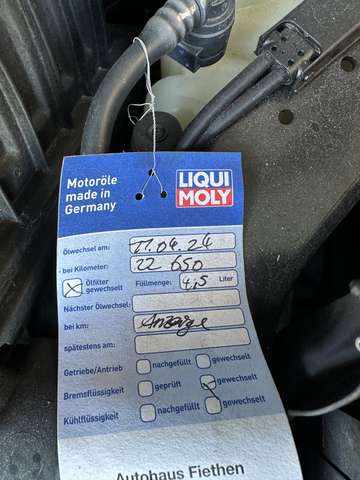 Motoröle
made in
Germany
LIQUI
MOLY
Ölwechsel am: 11.04.24
bei Kilometer: 22 650
Ölfilter gewechselt Füllmenge: 4,5 Liter
Nächster Ölwechsel:
bei km: Anzeige
spätestens am:
Getriebe/Antrieb nachgefüllt gewechselt
Bremsflüssigkeit geprüft gewechselt
Kühlflüssigkeit nachgefüllt gewechselt
Autohaus Fiethen